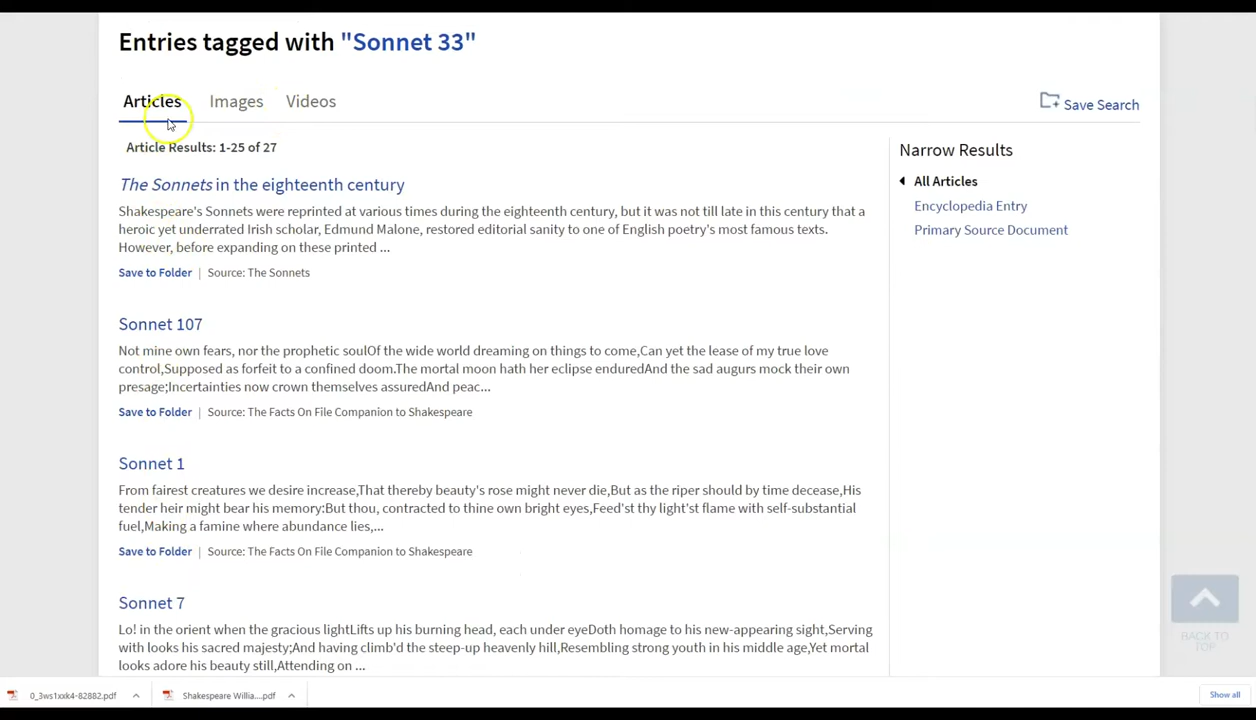 Entries tagged with "Sonnet 33"
Articles Images Videos
Save Search
Article Results: 1-25 of 27
The Sonnets in the eighteenth century
Shakespeare's Sonnets were reprinted at various times during the eighteenth century, but it was not till late in this century that a
heroic yet underrated Irish scholar, Edmund Malone, restored editorial sanity to one of English poetry's most famous texts.
However, before expanding on these printed ...
Save to Folder | Source: The Sonnets
Sonnet 107
Not mine own fears, nor the prophetic soulOf the wide world dreaming on things to come,Can yet the lease of my true love
control,Supposed as forfeit to a confined doom.The mortal moon hath her eclipse enduredAnd the sad augurs mock their own
presage;Incertainties now crown themselves assuredAnd peac...
Save to Folder | Source: The Facts On File Companion to Shakespeare
Sonnet 1
From fairest creatures we desire increase,That thereby beauty's rose might never die,But as the riper should by time decease,His
tender heir might bear his memory:But thou, contracted to thine own bright eyes,Feed'st thy light'st flame with self-substantial
fuel,Making a famine where abundance lies,...
Save to Folder | Source: The Facts On File Companion to Shakespeare
Sonnet 7
Lo! in the orient when the gracious lightLifts up his burning head, each under eyeDoth homage to his new-appearing sight,Serving
with looks his sacred majesty;And having climb'd the steep-up heavenly hill,Resembling strong youth in his middle age,Yet mortal
looks adore his beauty still,Attending on ...
Narrow Results
All Articles
Encyclopedia Entry
Primary Source Document
BACK TO
TOP
0_3ws1xxk4-82882.pdf
Shakespeare Willia....pdf
Show all